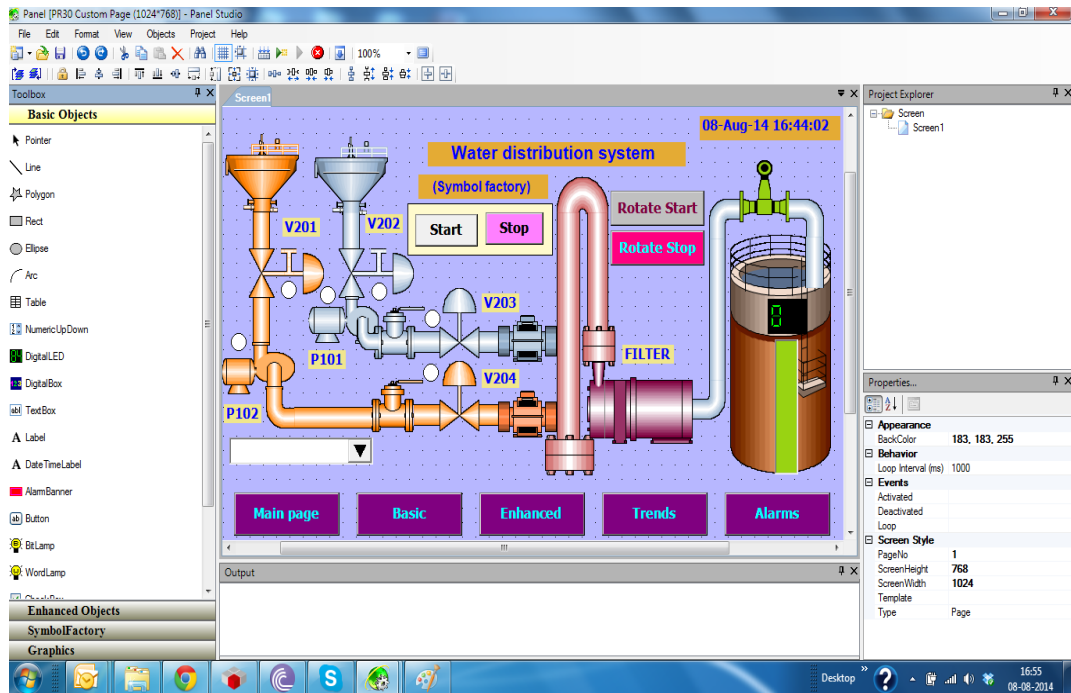 Panel [PR30 Custom Page (1024*768)] - Panel Studio
File Edit Format View Objects Project Help
100%
Toolbox
Basic Objects
Pointer
Line
Polygon
Rect
Ellipse
Arc
Table
NumericUpDown
DigitalLED
DigitalBox
TextBox
Label
DateTimeLabel
AlarmBanner
Button
BitLamp
WordLamp
CheckBox
Enhanced Objects
SymbolFactory
Graphics
Screen1
08-Aug-14 16:44:02
Water distribution system
(Symbol factory)
Rotate Start
V201
V202
Start
Stop
Rotate Stop
V203
0
P101
FILTER
V204
P102
Main page
Basic
Enhanced
Trends
Alarms
Output
Project Explorer
Screen
Screen1
Properties...
Appearance
BackColor 183, 183, 255
Behavior
Loop Interval (ms) 1000
Events
Activated
Deactivated
Loop
Screen Style
PageNo 1
ScreenHeight 768
ScreenWidth 1024
Template
Type Page
Desktop
16:55
08-08-2014